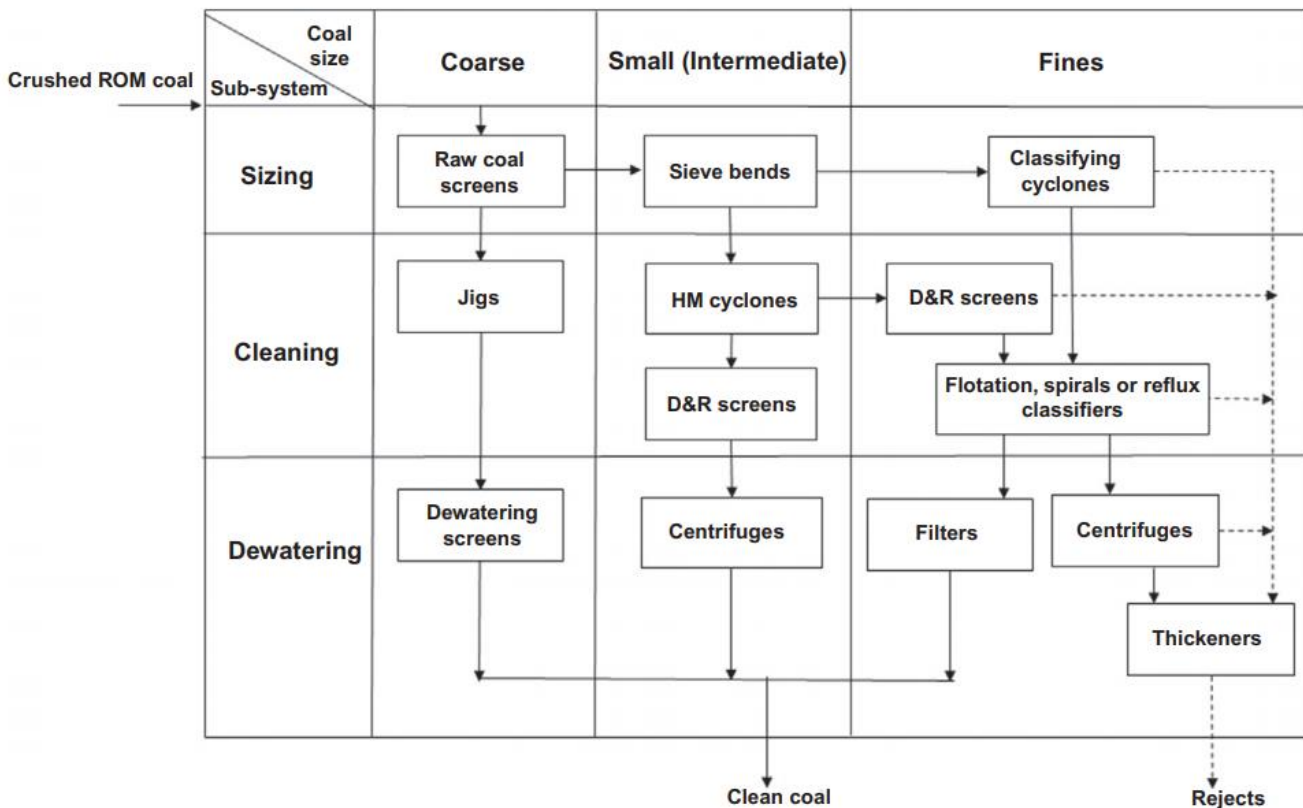 Coal
size
Sub-system
Coarse
Small (Intermediate)
Fines
Crushed ROM coal
Sizing
Raw coal
screens
Sieve bends
Classifying
cyclones
Cleaning
Jigs
HM cyclones
D&R screens
D&R screens
Flotation, spirals or reflux
classifiers
Dewatering
Dewatering
screens
Centrifuges
Filters
Centrifuges
Thickeners
Clean coal
Rejects